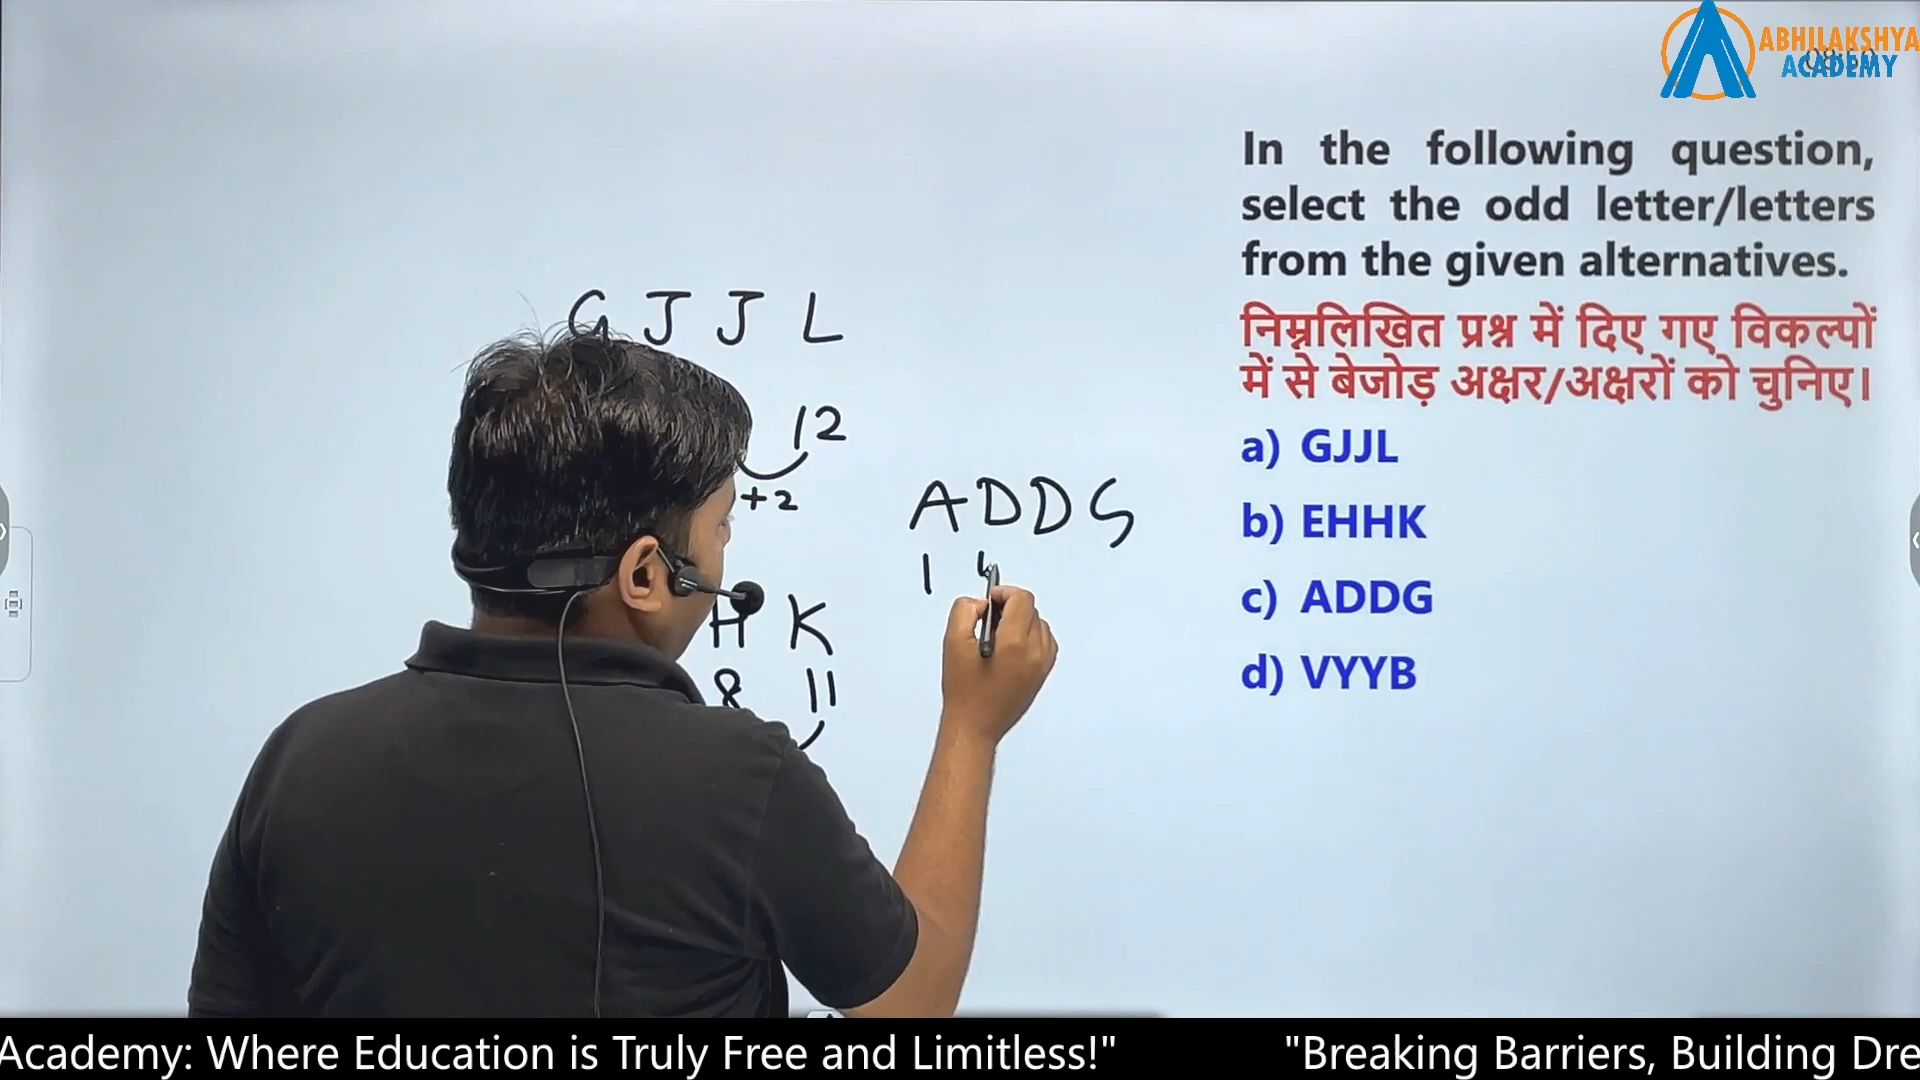 ABHILAKSHYA
ACADEMY
In the following question,
select the odd letter/letters
from the given alternatives.
निम्नलिखित प्रश्न में दिए गए विकल्पों
में से बेजोड़ अक्षर/अक्षरों को चुनिए।
a) GJJL
b) EHHK
c) ADDG
d) VYYB
G J J L
12
+2
A D D G
1 4
H K
8 11
Academy: Where Education is Truly Free and Limitless!" "Breaking Barriers, Building Dre